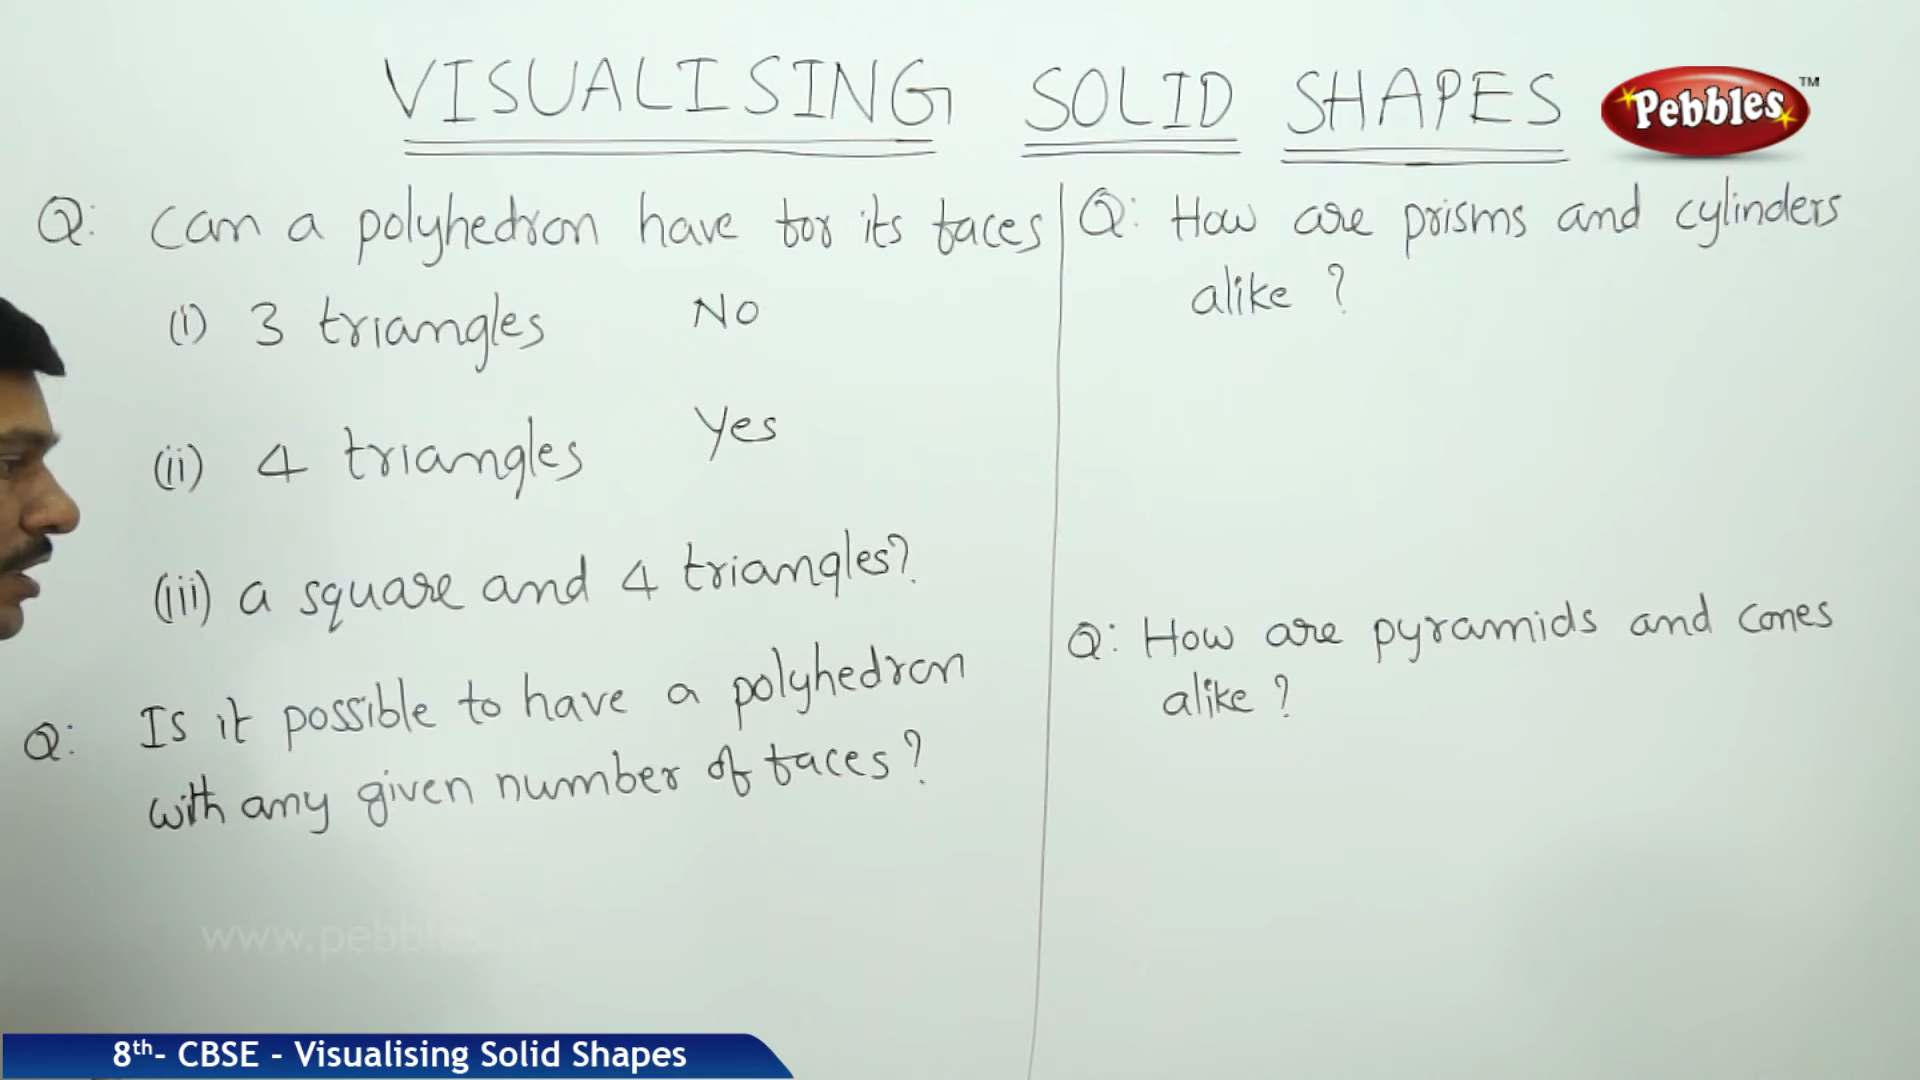 VISUALISING SOLID SHAPES
Pebbles™
Q: Can a polyhedron have for its faces
(i) 3 triangles No
(ii) 4 triangles Yes
(iii) a square and 4 triangles?
Q: Is it possible to have a polyhedron
with any given number of faces?
Q: How are prisms and cylinders
alike ?
Q: How are pyramids and cones
alike ?
www.pebbles.
8th- CBSE - Visualising Solid Shapes